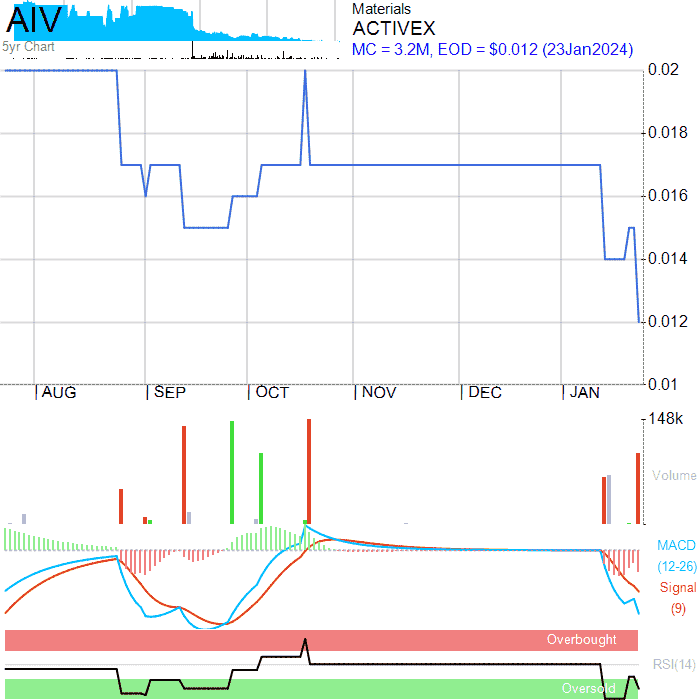 AIV
5yr Chart
Materials
ACTIVEX
MC = 3.2M, EOD = $0.012 (23Jan2024)
0.02
0.018
0.016
0.014
0.012
0.01
AUG SEP OCT NOV DEC JAN
148k
Volume
MACD
(12-26)
Signal
(9)
Overbought
RSI(14)
Oversold